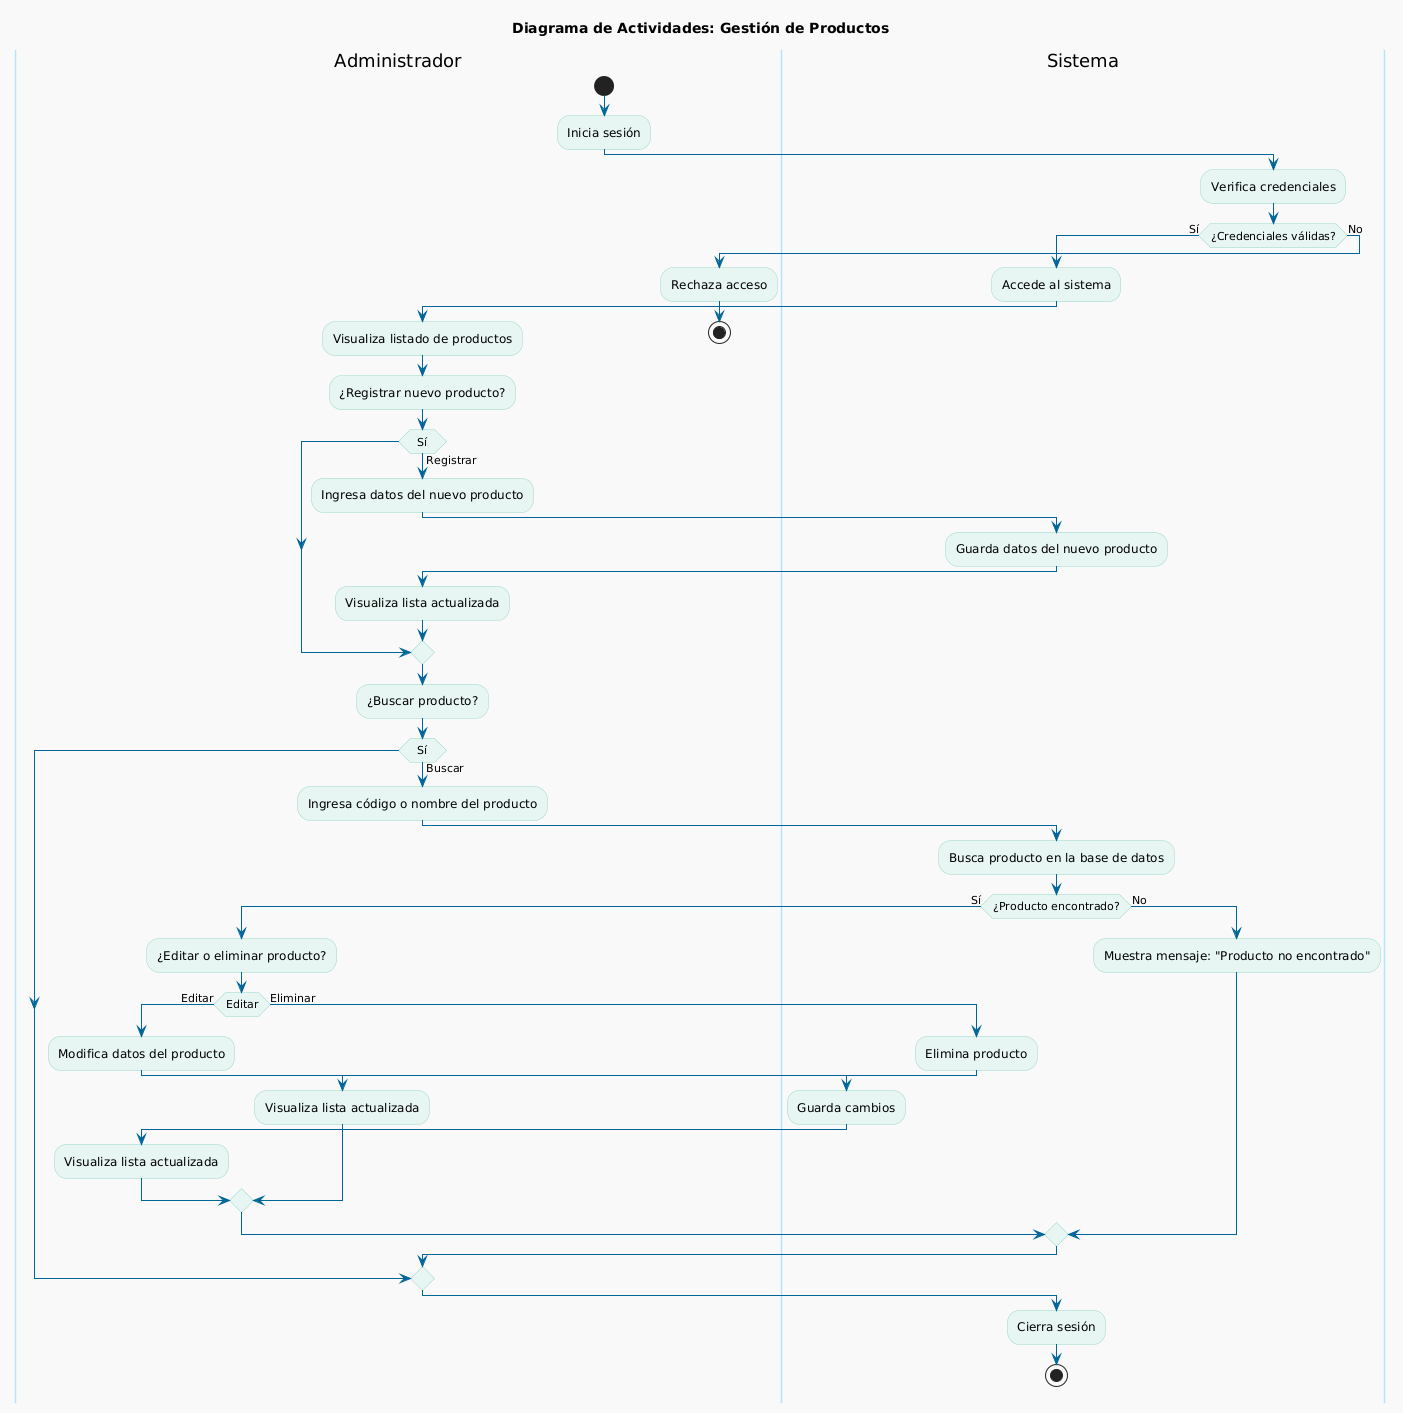 Diagrama de Actividades: Gestión de Productos
Administrador
Sistema
Inicia sesión
Verifica credenciales
Sí
¿Credenciales válidas?
No
Rechaza acceso
Accede al sistema
Visualiza listado de productos
¿Registrar nuevo producto?
Sí
Registrar
Ingresa datos del nuevo producto
Guarda datos del nuevo producto
Visualiza lista actualizada
¿Buscar producto?
Sí
Buscar
Ingresa código o nombre del producto
Busca producto en la base de datos
Sí
¿Producto encontrado?
No
¿Editar o eliminar producto?
Muestra mensaje: "Producto no encontrado"
Editar
Editar
Eliminar
Modifica datos del producto
Elimina producto
Visualiza lista actualizada
Guarda cambios
Visualiza lista actualizada
Cierra sesión